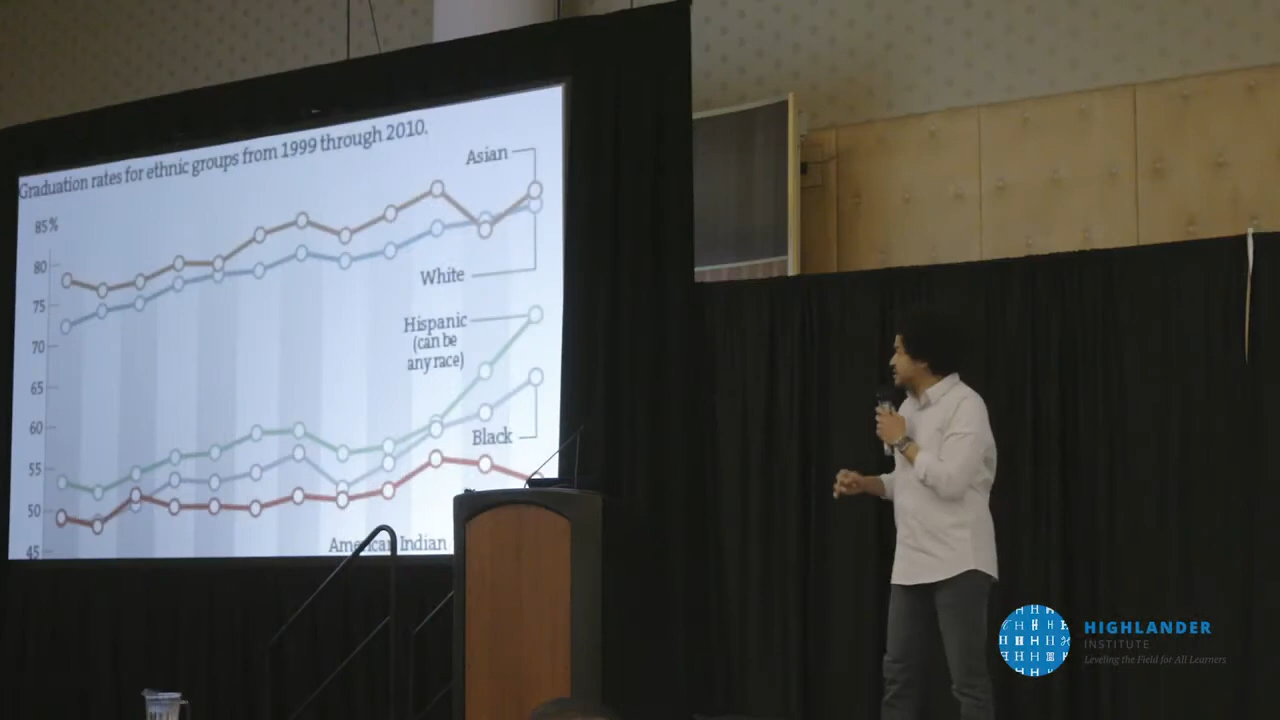 Graduation rates for ethnic groups from 1999 through 2010.
Asian
85%
80
White
75
Hispanic
(can be
any race)
70
65
60
Black
55
50
American Indian
45
HIGHLANDER
INSTITUTE
Leveling the Field for All Learners